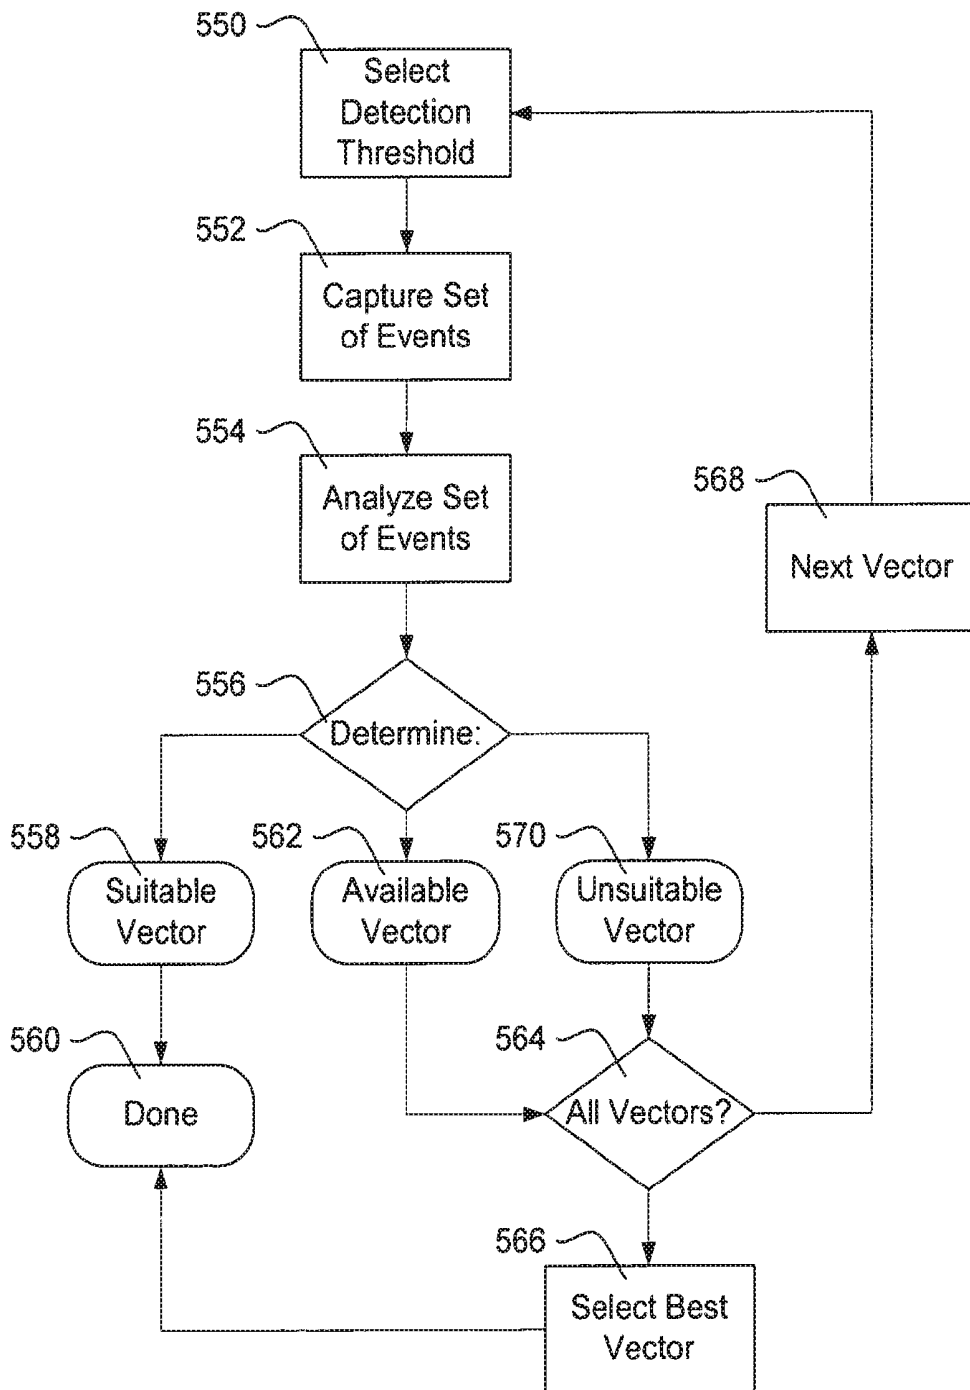 550
Select
Detection
Threshold
552
Capture Set
of Events
554
Analyze Set
of Events
568
Next Vector
556
Determine:
558
Suitable
Vector
562
Available
Vector
570
Unsuitable
Vector
560
Done
564
All Vectors?
566
Select Best
Vector